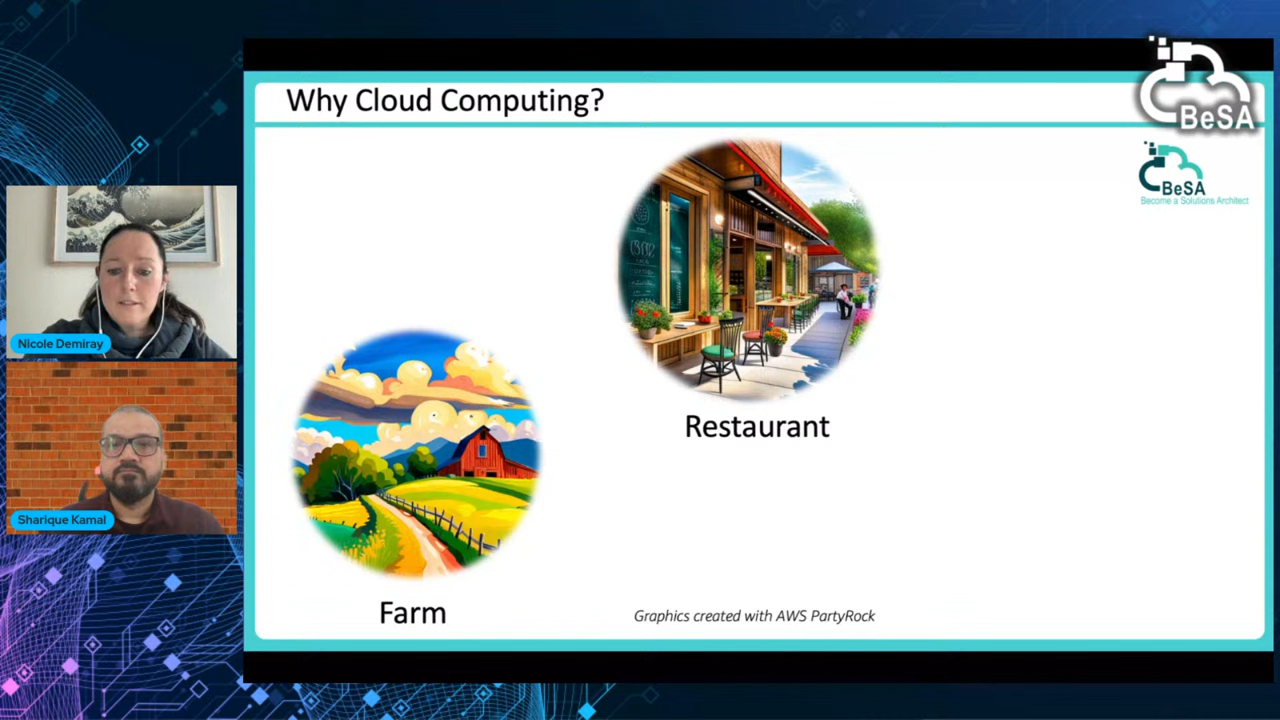 Why Cloud Computing?
BeSA
BeSA
Become a Solutions Architect
Nicole Demiray
Restaurant
Sharique Kamal
Farm
Graphics created with AWS PartyRock